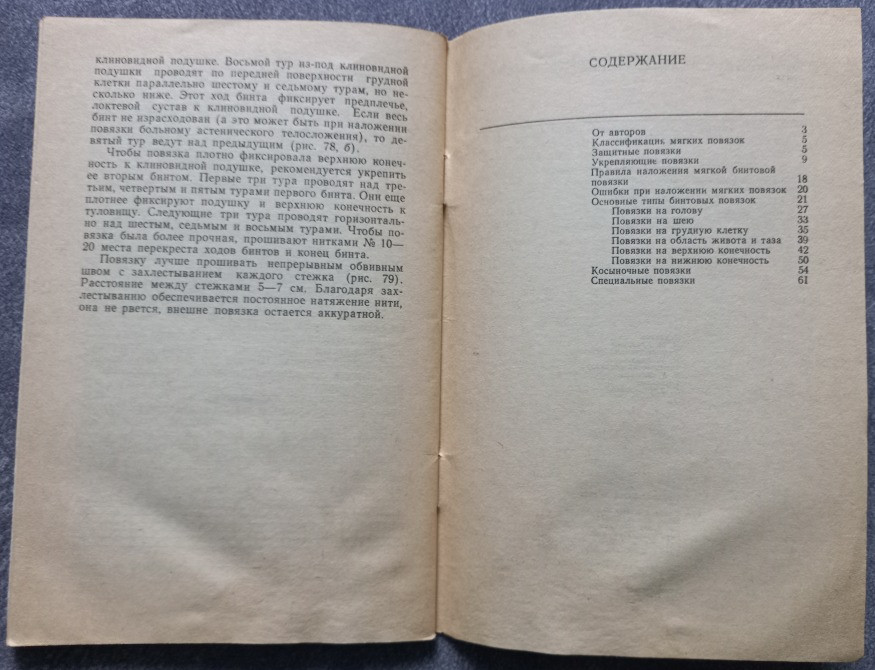 клиновидной подушке. Восьмой тур из-под клиновидной
подушки проводят по передней поверхности грудной
клетки параллельно шестому и седьмому турам, но не-
сколько ниже. Этот ход бинта фиксирует предплечье,
локтевой сустав к клиновидной подушке. Если весь
бинт не израсходован (а это может быть при наложении
повязки больному астенического телосложения), то де-
вятый тур ведут над предыдущим (рис. 78, б).
Чтобы повязка плотно фиксировала верхнюю конеч-
ность к клиновидной подушке, рекомендуется укрепить
ее вторым бинтом. Первые три тура проводят над тре-
тьим, четвертым и пятым турами первого бинта. Они еще
плотнее фиксируют подушку и верхнюю конечность к
туловищу. Следующие три тура проводят горизонталь-
но над шестым, седьмым и восьмым турами. Чтобы по-
вязка была более прочная, прошивают нитками № 10—
20 места перекреста ходов бинтов и конец бинта.
Повязку лучше прошивать непрерывным обвивным
швом с захлестыванием каждого стежка (рис. 79).
Расстояние между стежками 5—7 см. Благодаря зах-
лестыванию обеспечивается постоянное натяжение нити,
она не рвется, внешне повязка остается аккуратной.
СОДЕРЖАНИЕ
От авторов 3
Классификация мягких повязок 5
Защитные повязки 5
Укрепляющие повязки 9
Правила наложения мягкой бинтовой
повязки 18
Ошибки при наложении мягких повязок 20
Основные типы бинтовых повязок 21
Повязки на голову 27
Повязки на шею 33
Повязки на грудную клетку 35
Повязки на область живота и таза 39
Повязки на верхнюю конечность 42
Повязки на нижнюю конечность 50
Косыночные повязки 54
Специальные повязки 61